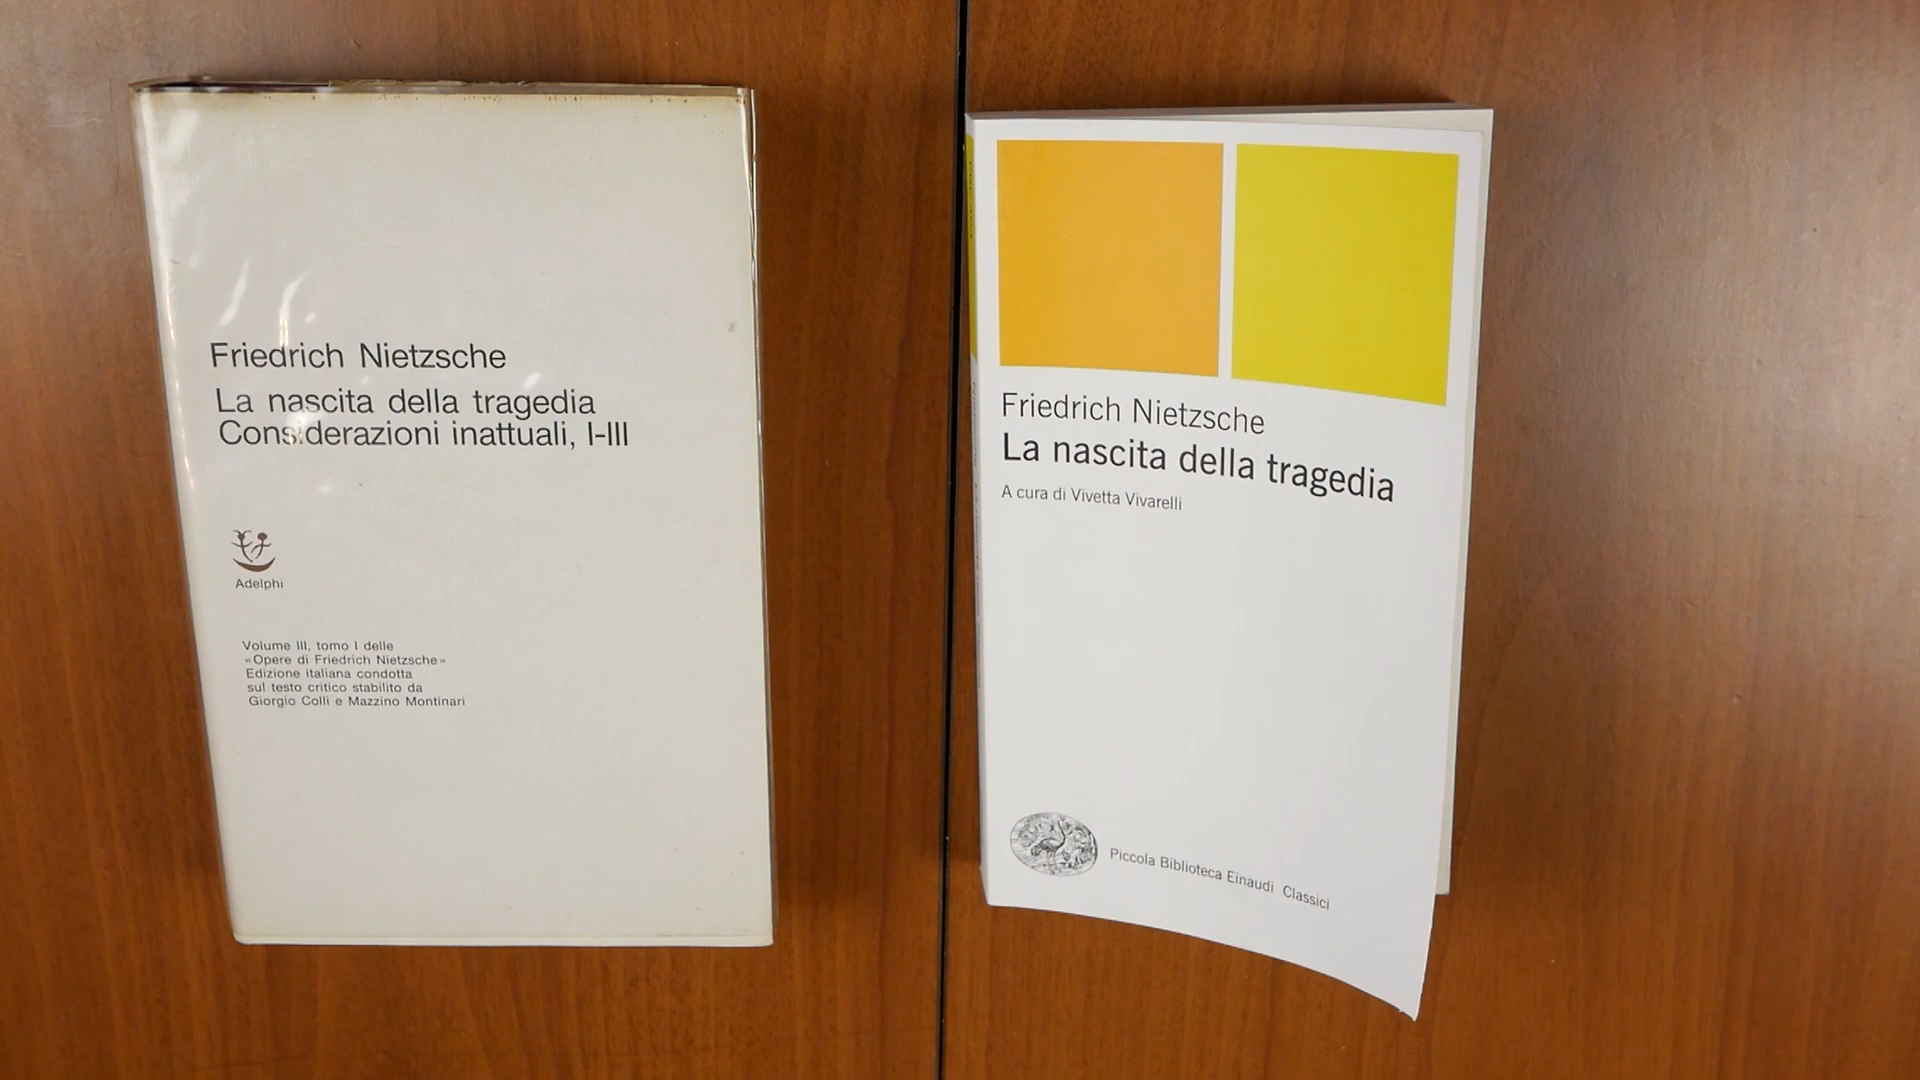 Friedrich Nietzsche
La nascita della tragedia
Considerazioni inattuali, I-III
Adelphi
Volume III, tomo I delle
«Opere di Friedrich Nietzsche»
Edizione italiana condotta
sul testo critico stabilito da
Giorgio Colli e Mazzino Montinari
Friedrich Nietzsche
La nascita della tragedia
A cura di Vivetta Vivarelli
Piccola Biblioteca Einaudi Classici